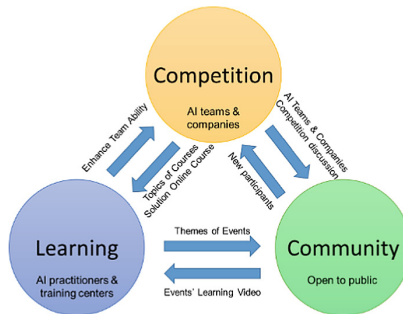 Competition
AI teams &
companies
Enhance Team Ability
Topics of Courses
Solution Online Course
AI Teams & Companies
Competition discussion
New participants
Learning
AI practitioners &
training centers
Themes of Events
Events' Learning Video
Community
Open to public